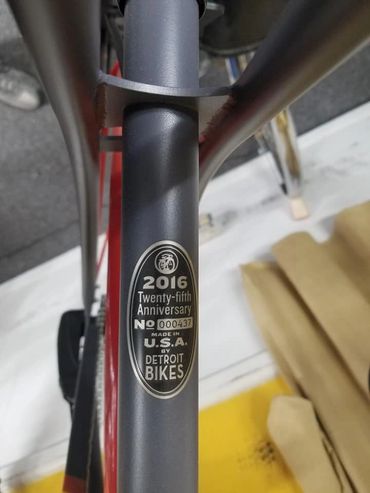 2016
Twenty-fifth
Anniversary
No 000437
MADE IN
U.S.A.
BY
DETROIT
BIKES